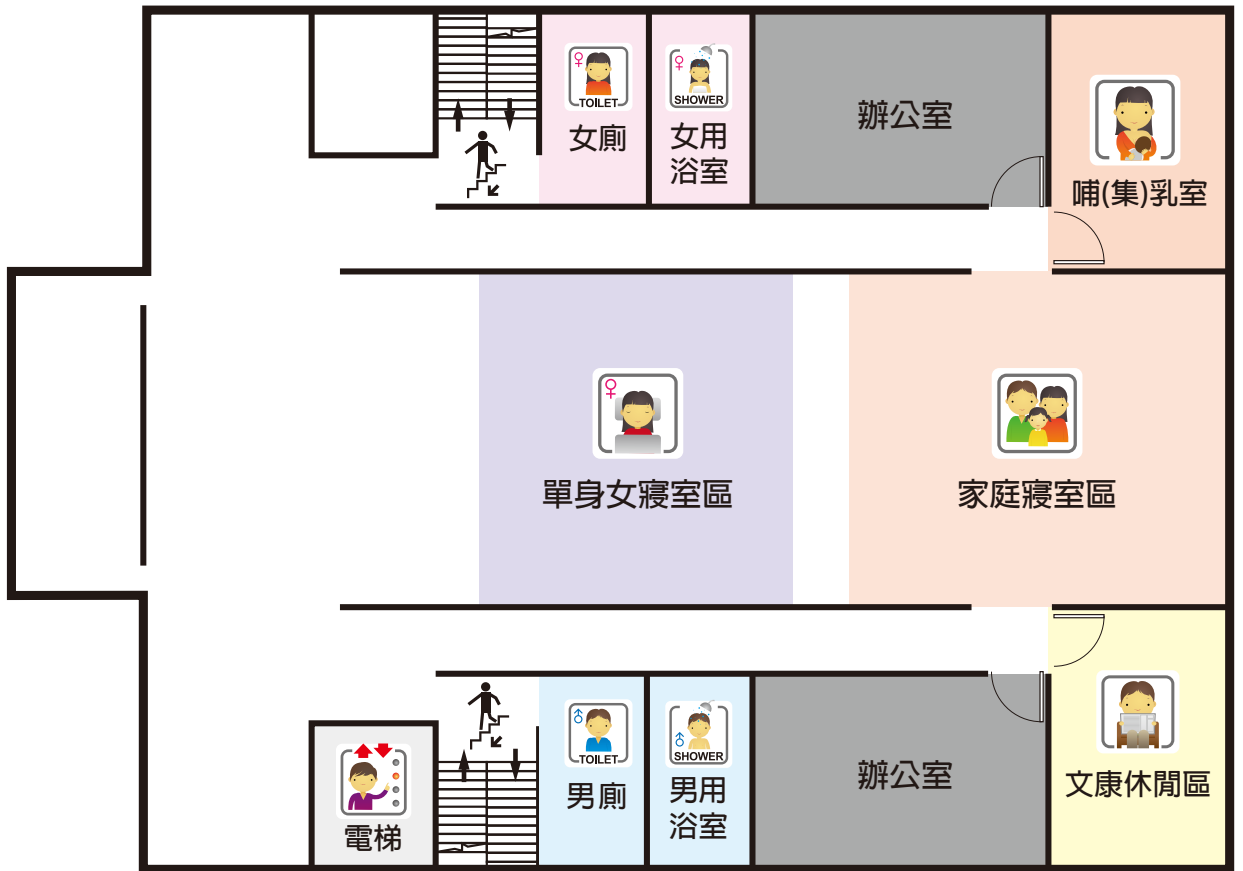 TOILET
女廁
SHOWER
女用
浴室
辦公室
哺(集)乳室
單身女寢室區
家庭寢室區
電梯
TOILET
男廁
SHOWER
男用
浴室
辦公室
文康休閒區